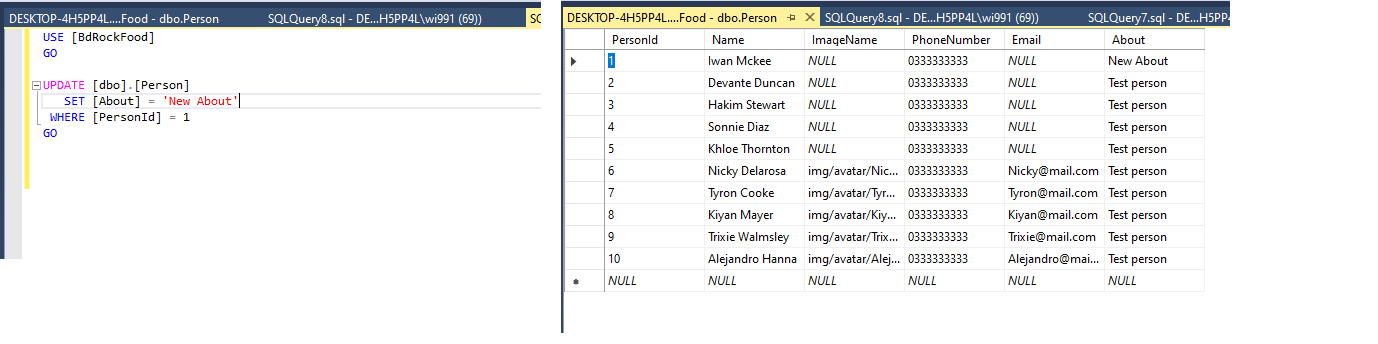 DESKTOP-4H5PP4L....Food - dbo.Person SQLQuery8.sql - DE...H5PP4L\wi991 (69)) SQ
USE [BdRockFood]
GO
UPDATE [dbo].[Person]
SET [About] = 'New About'
WHERE [PersonId] = 1
GO
DESKTOP-4H5PP4L....Food - dbo.Person SQLQuery8.sql - DE...H5PP4L\wi991 (69)) SQLQuery7.sql - DE...H5PP4
PersonId Name ImageName PhoneNumber Email About
1 Iwan Mckee NULL 0333333333 NULL New About
2 Devante Duncan NULL 0333333333 NULL Test person
3 Hakim Stewart NULL 0333333333 NULL Test person
4 Sonnie Diaz NULL 0333333333 NULL Test person
5 Khloe Thornton NULL 0333333333 NULL Test person
6 Nicky Delarosa img/avatar/Nic... 0333333333 Nicky@mail.com Test person
7 Tyron Cooke img/avatar/Tyr... 0333333333 Tyron@mail.com Test person
8 Kiyan Mayer img/avatar/Kiy... 0333333333 Kiyan@mail.com Test person
9 Trixie Walmsley img/avatar/Trix... 0333333333 Trixie@mail.com Test person
10 Alejandro Hanna img/avatar/Alej... 0333333333 Alejandro@mai... Test person
NULL NULL NULL NULL NULL NULL